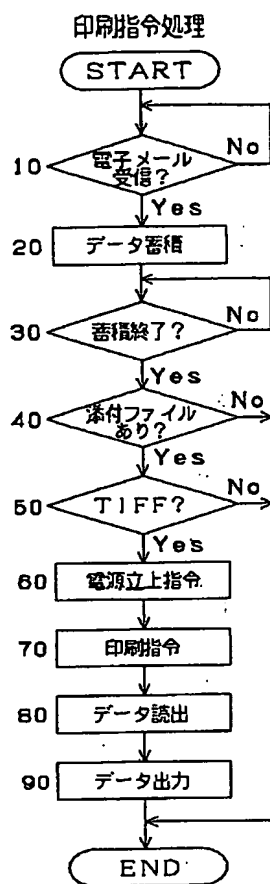 印刷指令処理
START
10
電子メール
受信?
No
Yes
20
データ蓄積
30
蓄積終了?
No
Yes
40
添付ファイル
あり?
No
Yes
50
TIFF?
No
Yes
60
電源立上指令
70
印刷指令
80
データ読出
90
データ出力
END